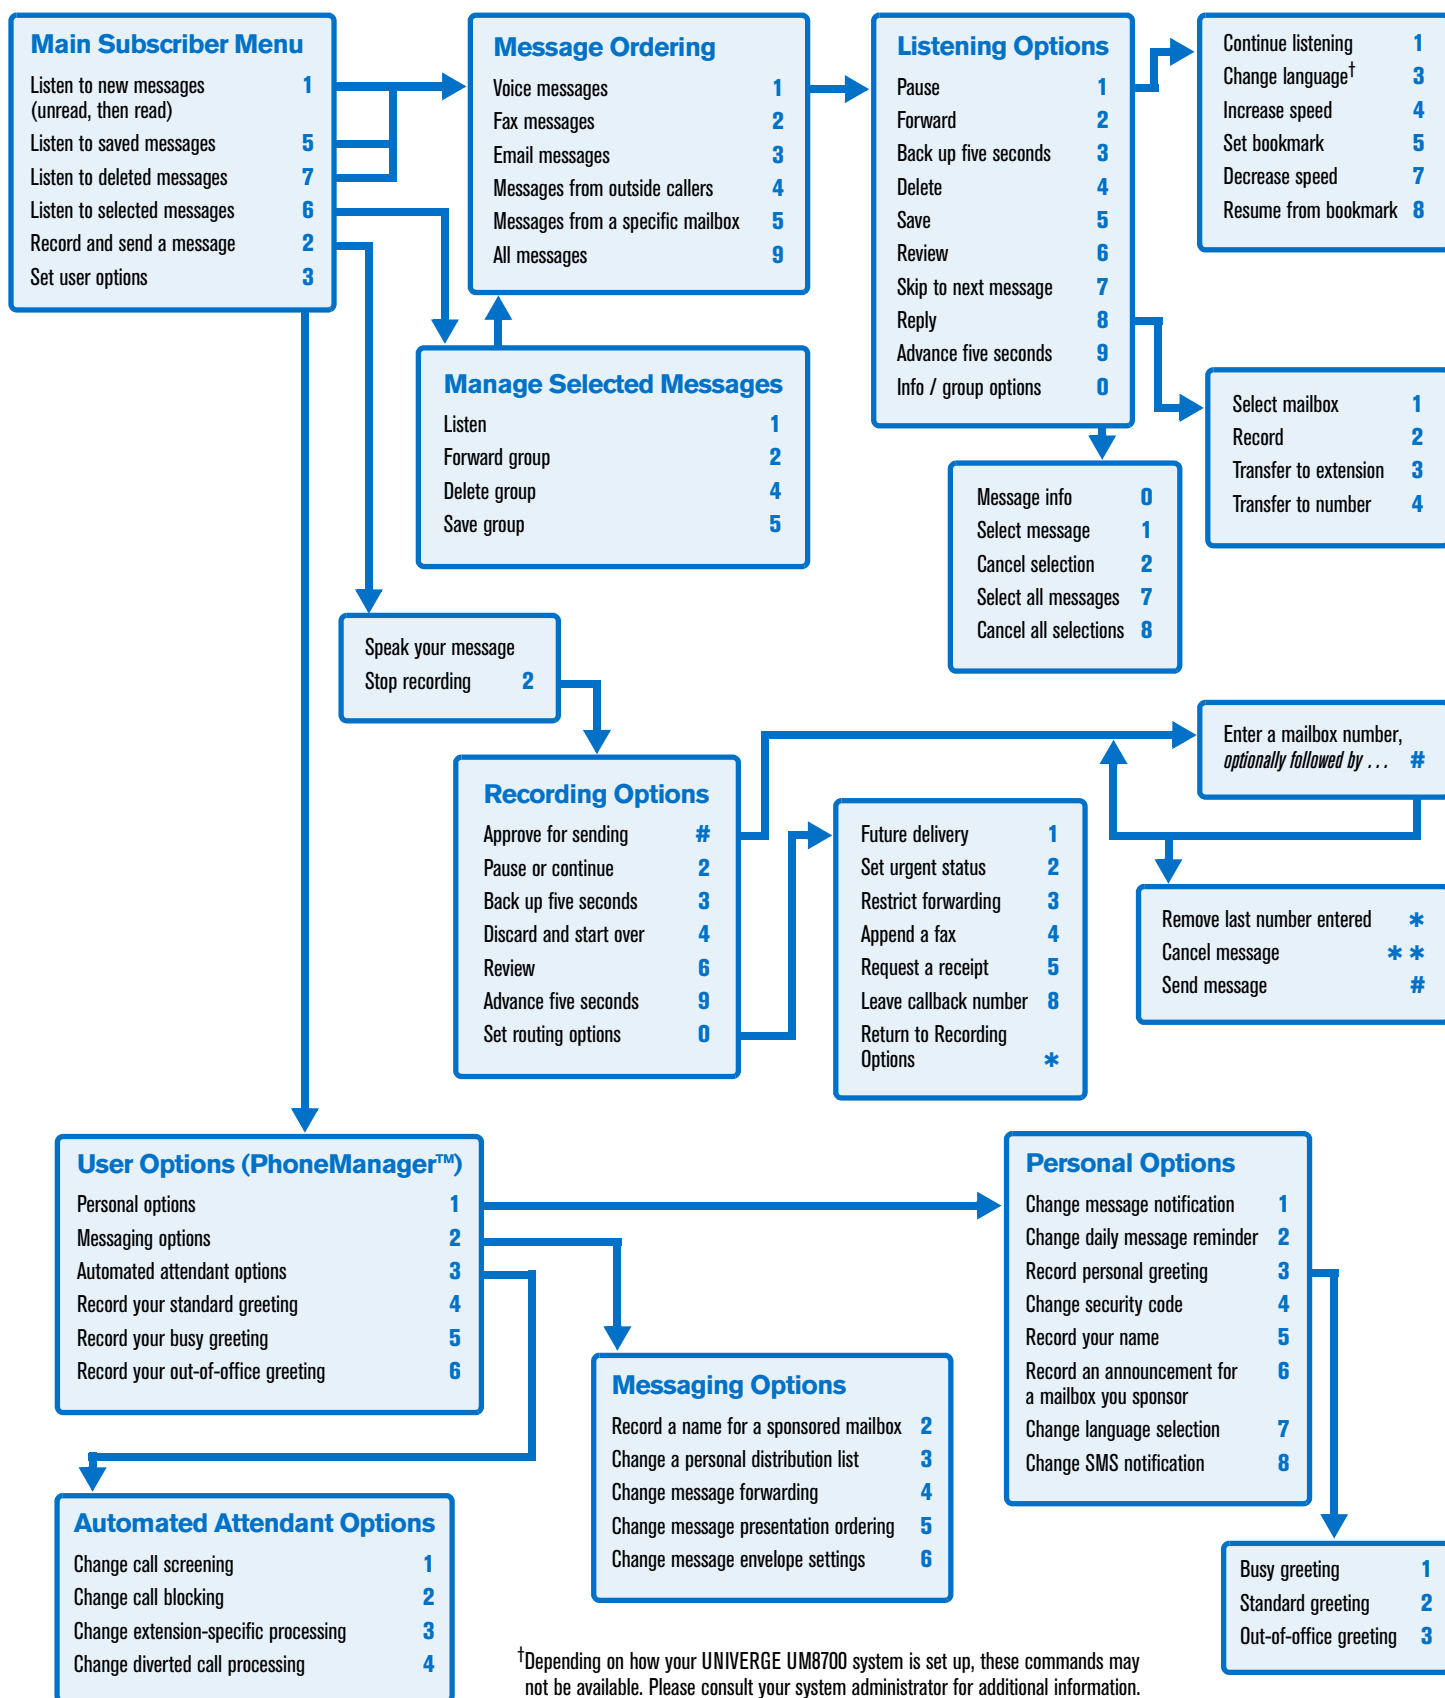 Main Subscriber Menu
Listen to new messages 1
(unread, then read)
Listen to saved messages 5
Listen to deleted messages 7
Listen to selected messages 6
Record and send a message 2
Set user options 3
Message Ordering
Voice messages 1
Fax messages 2
Email messages 3
Messages from outside callers 4
Messages from a specific mailbox 5
All messages 9
Listening Options
Pause 1
Forward 2
Back up five seconds 3
Delete 4
Save 5
Review 6
Skip to next message 7
Reply 8
Advance five seconds 9
Info / group options 0
Continue listening 1
Change language† 3
Increase speed 4
Set bookmark 5
Decrease speed 7
Resume from bookmark 8
Manage Selected Messages
Listen 1
Forward group 2
Delete group 4
Save group 5
Select mailbox 1
Record 2
Transfer to extension 3
Transfer to number 4
Message info 0
Select message 1
Cancel selection 2
Select all messages 7
Cancel all selections 8
Speak your message
Stop recording 2
Recording Options
Approve for sending #
Pause or continue 2
Back up five seconds 3
Discard and start over 4
Review 6
Advance five seconds 9
Set routing options 0
Future delivery 1
Set urgent status 2
Restrict forwarding 3
Append a fax 4
Request a receipt 5
Leave callback number 8
Return to Recording
Options *
Enter a mailbox number,
optionally followed by . . . #
Remove last number entered *
Cancel message * *
Send message #
User Options (PhoneManager™)
Personal options 1
Messaging options 2
Automated attendant options 3
Record your standard greeting 4
Record your busy greeting 5
Record your out-of-office greeting 6
Personal Options
Change message notification 1
Change daily message reminder 2
Record personal greeting 3
Change security code 4
Record your name 5
Record an announcement for 6
a mailbox you sponsor
Change language selection 7
Change SMS notification 8
Messaging Options
Record a name for a sponsored mailbox 2
Change a personal distribution list 3
Change message forwarding 4
Change message presentation ordering 5
Change message envelope settings 6
Automated Attendant Options
Change call screening 1
Change call blocking 2
Change extension-specific processing 3
Change diverted call processing 4
Busy greeting 1
Standard greeting 2
Out-of-office greeting 3
†Depending on how your UNIVERGE UM8700 system is set up, these commands may
not be available. Please consult your system administrator for additional information.